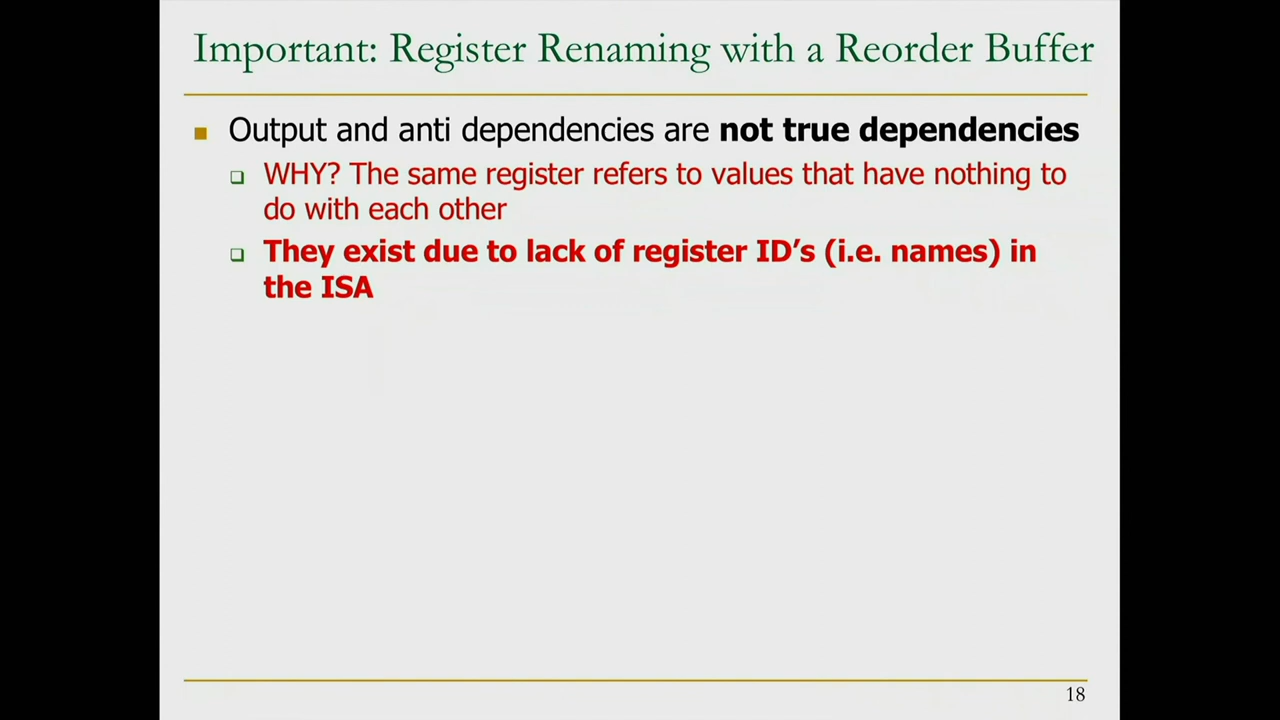 Important: Register Renaming with a Reorder Buffer
Output and anti dependencies are not true dependencies
WHY? The same register refers to values that have nothing to
do with each other
They exist due to lack of register ID’s (i.e. names) in
the ISA
18